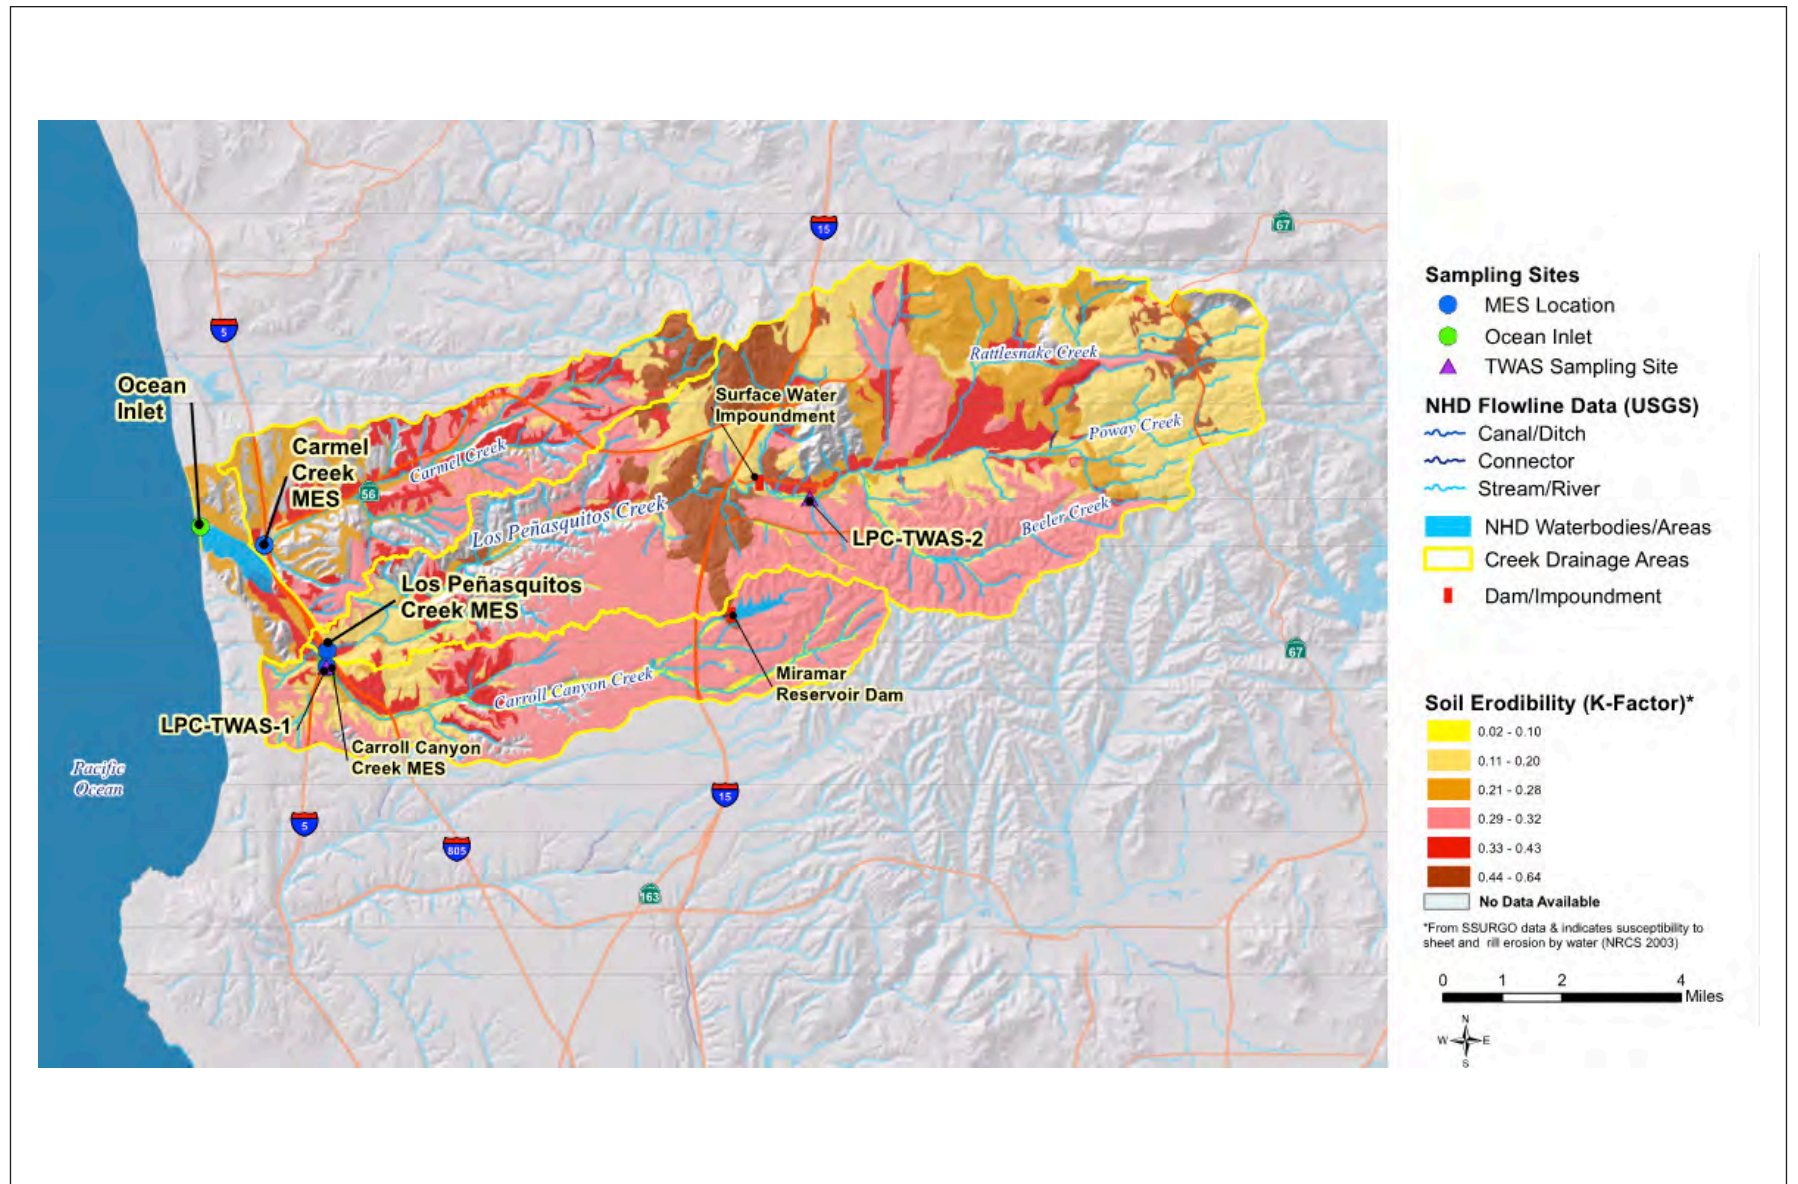 15
67
5
Rattlesnake Creek
Ocean
Inlet
Surface Water
Impoundment
Poway Creek
Carmel
Creek
MES
Carmel Creek
56
Los Peñasquitos Creek
Beeler Creek
LPC-TWAS-2
Los Peñasquitos
Creek MES
67
Miramar
Reservoir Dam
Carroll Canyon Creek
LPC-TWAS-1
Carroll Canyon
Creek MES
Pacific
Ocean
15
5
805
163
Sampling Sites
MES Location
Ocean Inlet
TWAS Sampling Site
NHD Flowline Data (USGS)
Canal/Ditch
Connector
Stream/River
NHD Waterbodies/Areas
Creek Drainage Areas
Dam/Impoundment
Soil Erodibility (K-Factor)*
0.02 - 0.10
0.11 - 0.20
0.21 - 0.28
0.29 - 0.32
0.33 - 0.43
0.44 - 0.64
No Data Available
*From SSURGO data & indicates susceptibility to
sheet and rill erosion by water (NRCS 2003)
0 1 2 4
Miles
N
W E
S